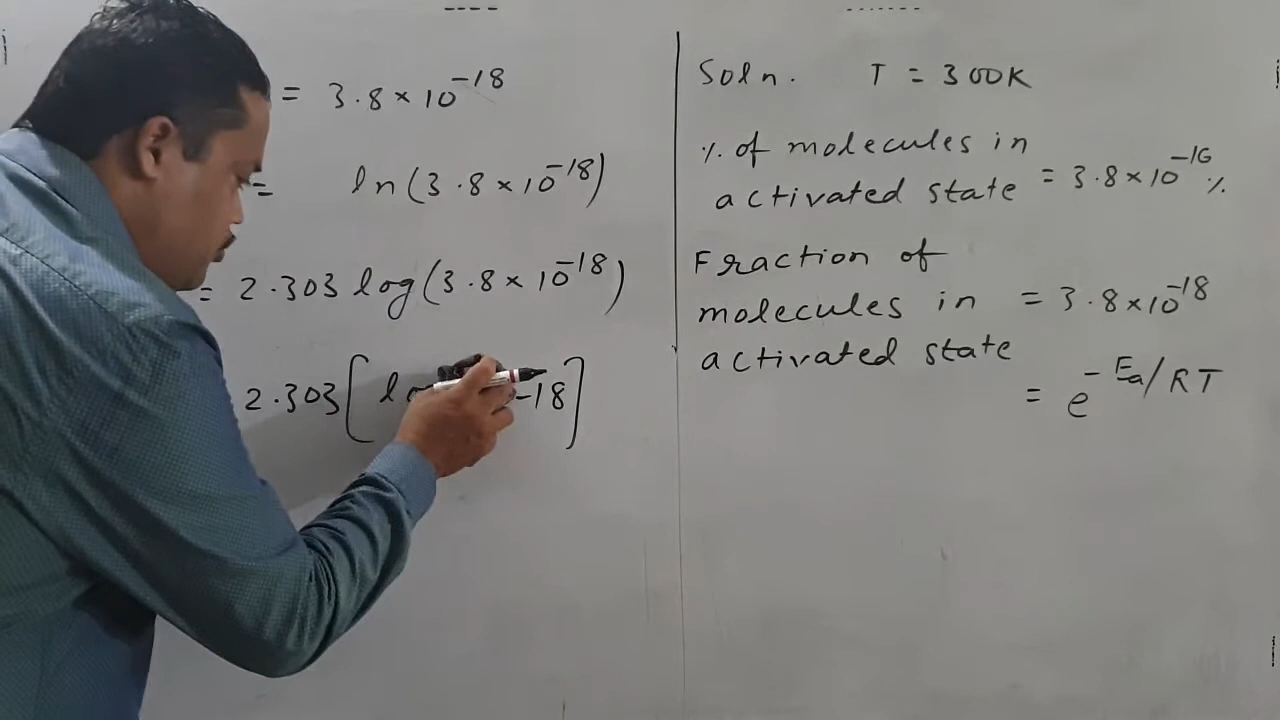 = 3.8 × 10⁻¹⁸
= ln(3.8 × 10⁻¹⁸)
= 2.303 log(3.8 × 10⁻¹⁸)
2.303 [ -18]
Soln. T = 300K
% of molecules in
activated state = 3.8 × 10⁻¹⁶ %
Fraction of
molecules in = 3.8 × 10⁻¹⁸
activated state
= e^(-Ea/RT)